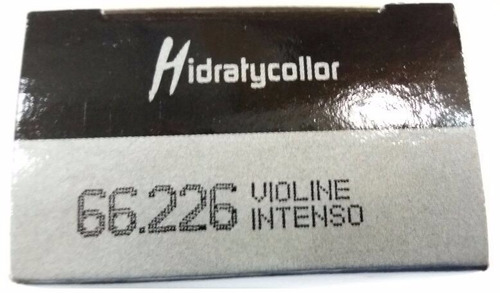 Hidratycollor
66.226 VIOLINE
INTENSO